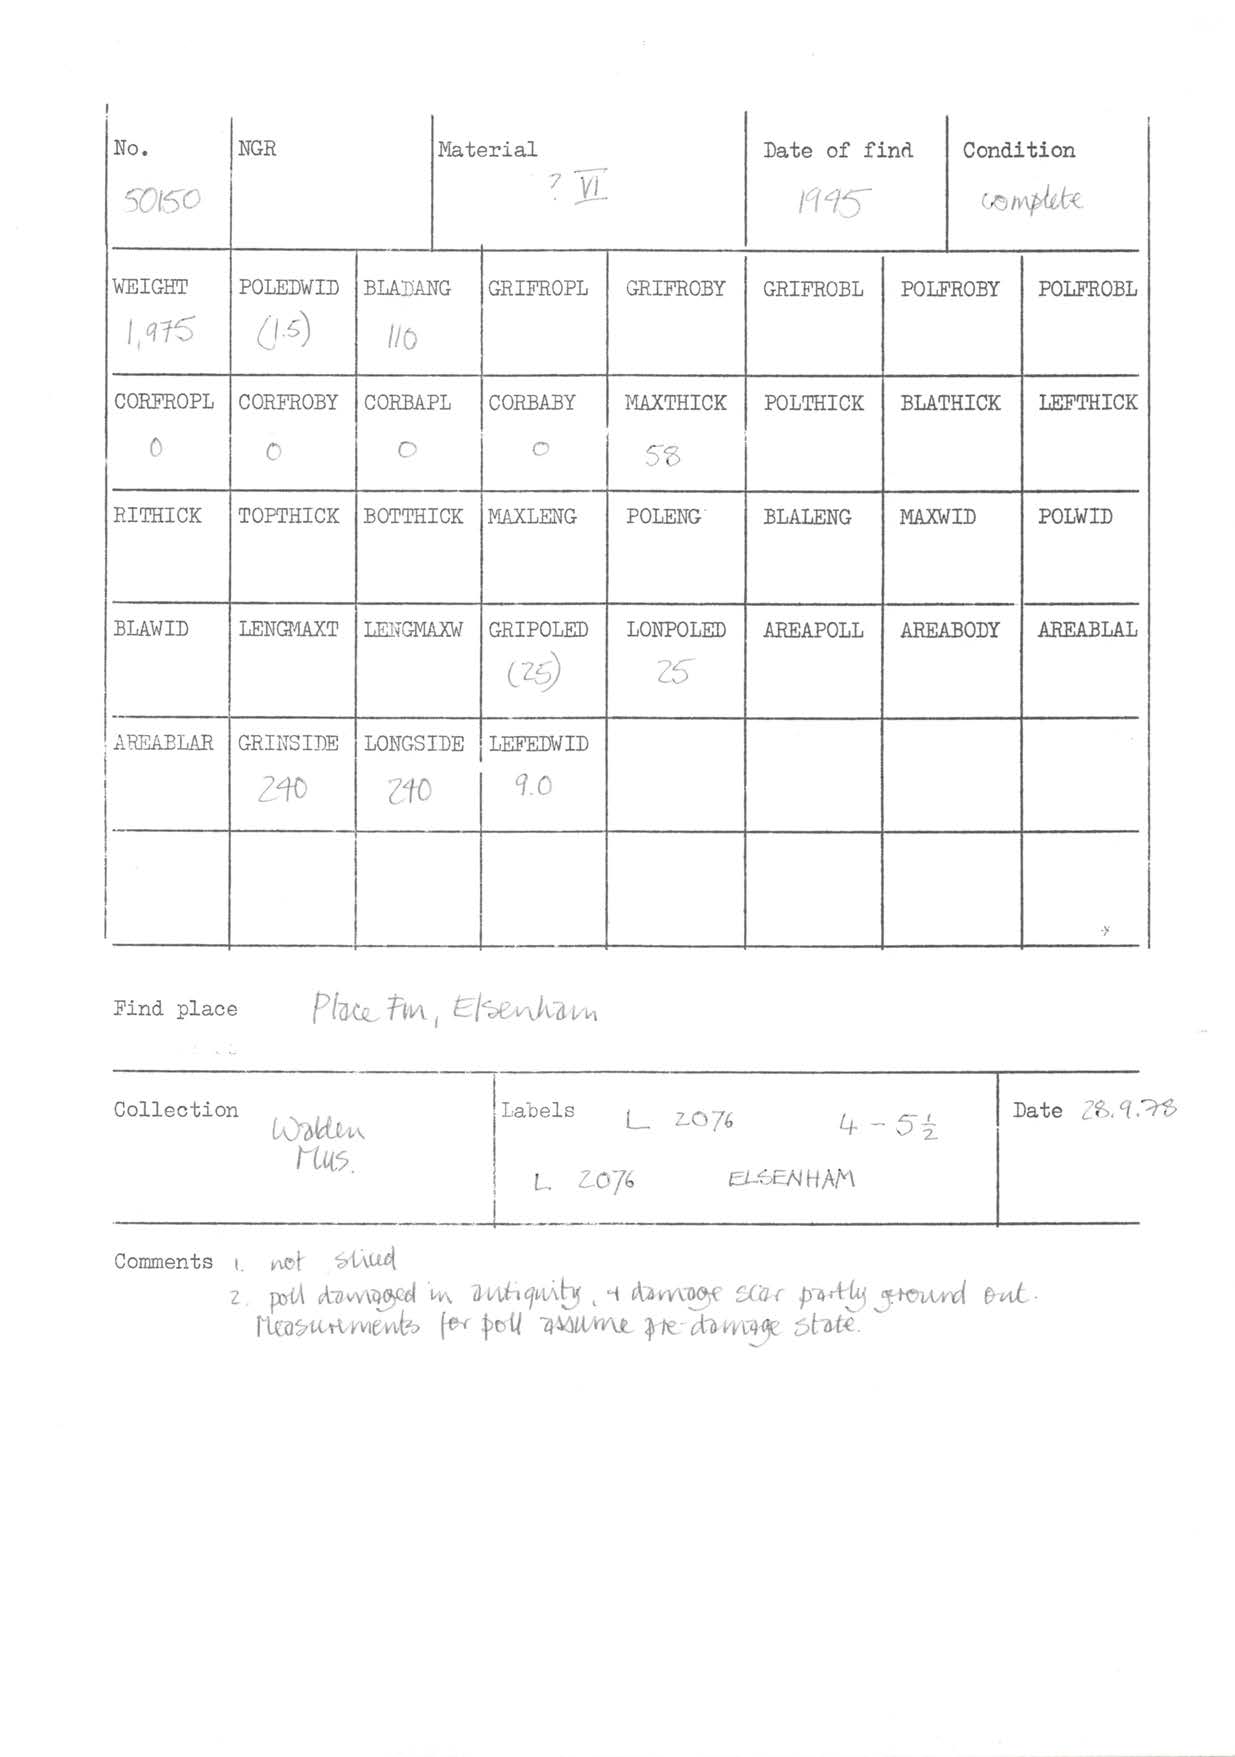 No. NGR Material Date of find Condition
50150 ? VI 1945 complete
WEIGHT POLEDWID BLADANG GRIFROPL GRIFROBY GRIFROBL POLFROBY POLFROBL
1,975 (1.5) 110
CORFROPL CORFROBY CORBAPL CORBABY MAXTHICK POLTHICK BLATHICK LEFTHICK
0 0 0 0 58
RITHICK TOPTHICK BOTTHICK MAXLENG POLENG BLALENG MAXWID POLWID
BLAWID LENGMAXT LENGMAXW GRIPOLED LONPOLED AREAPOLL AREABODY AREABLAL
(25) 25
AREABLAR GRINSIDE LONGSIDE LEFEDWID
240 240 9.0
Find place Place Fm, Elsenham
Collection Walden Mus.
Labels L 2076 4 - 5½
L 2076 ELSENHAM
Date 28.9.78
Comments 1. not sliced
2. poll damaged in antiquity, + damage scar partly ground out.
Measurements for poll assume pre-damage state.